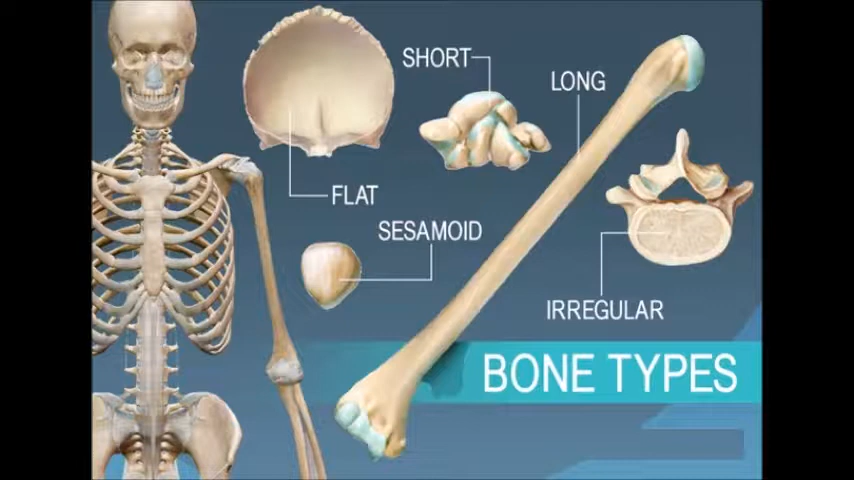 SHORT
LONG
FLAT
SESAMOID
IRREGULAR
BONE TYPES